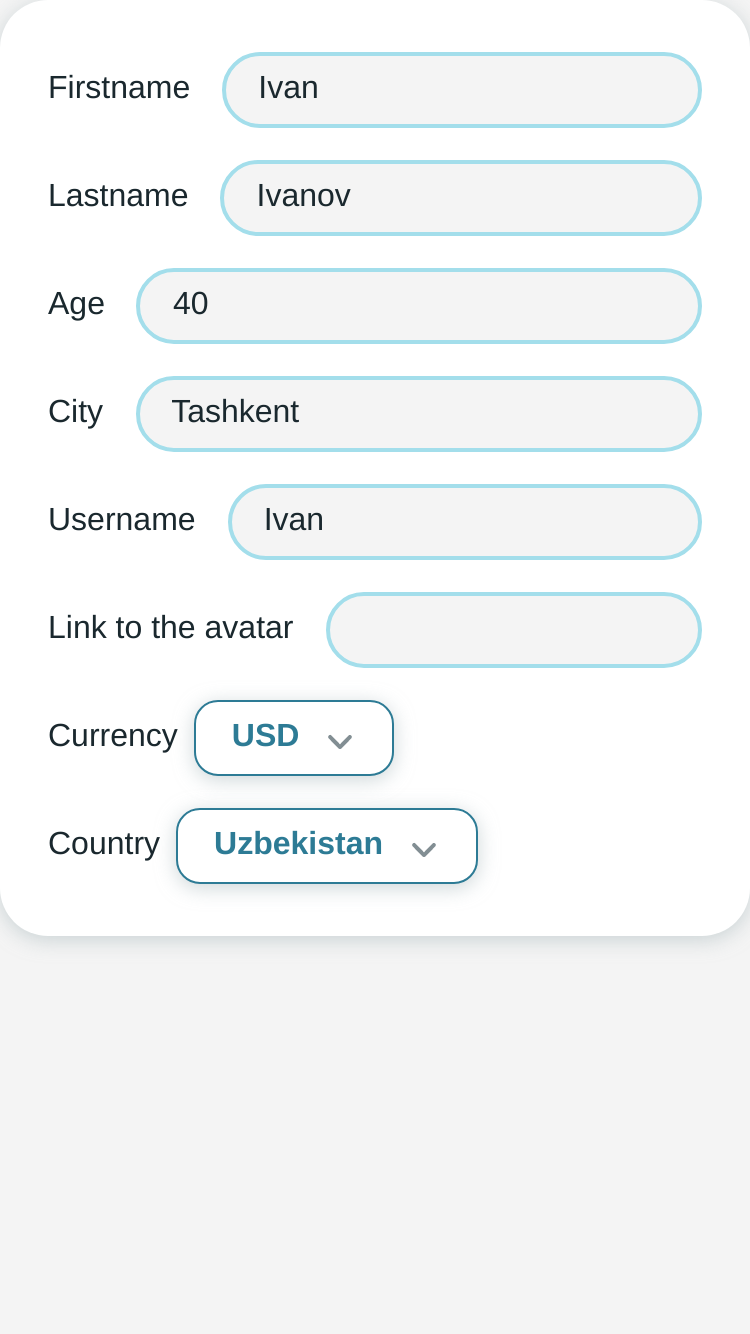 Firstname Ivan
Lastname Ivanov
Age 40
City Tashkent
Username Ivan
Link to the avatar
Currency USD
Country Uzbekistan